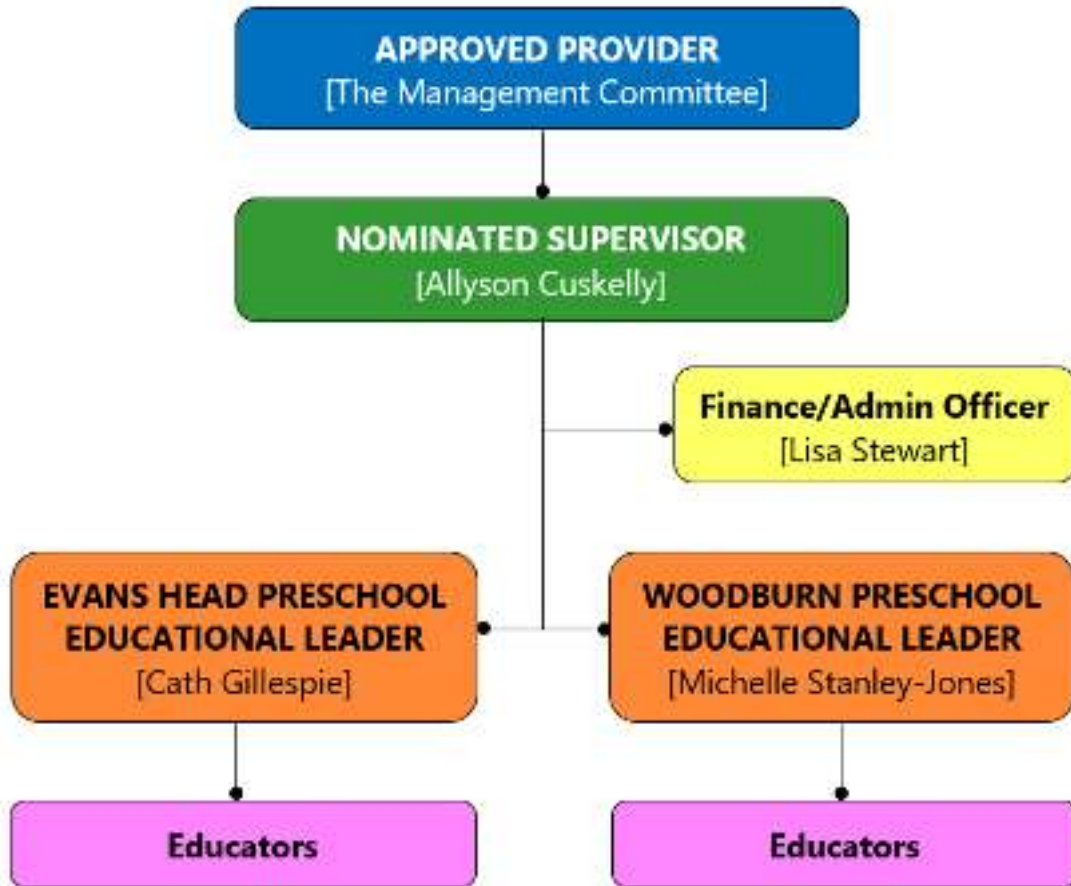 APPROVED PROVIDER
[The Management Committee]
NOMINATED SUPERVISOR
[Allyson Cuskelly]
Finance/Admin Officer
[Lisa Stewart]
EVANS HEAD PRESCHOOL
EDUCATIONAL LEADER
[Cath Gillespie]
WOODBURN PRESCHOOL
EDUCATIONAL LEADER
[Michelle Stanley-Jones]
Educators
Educators